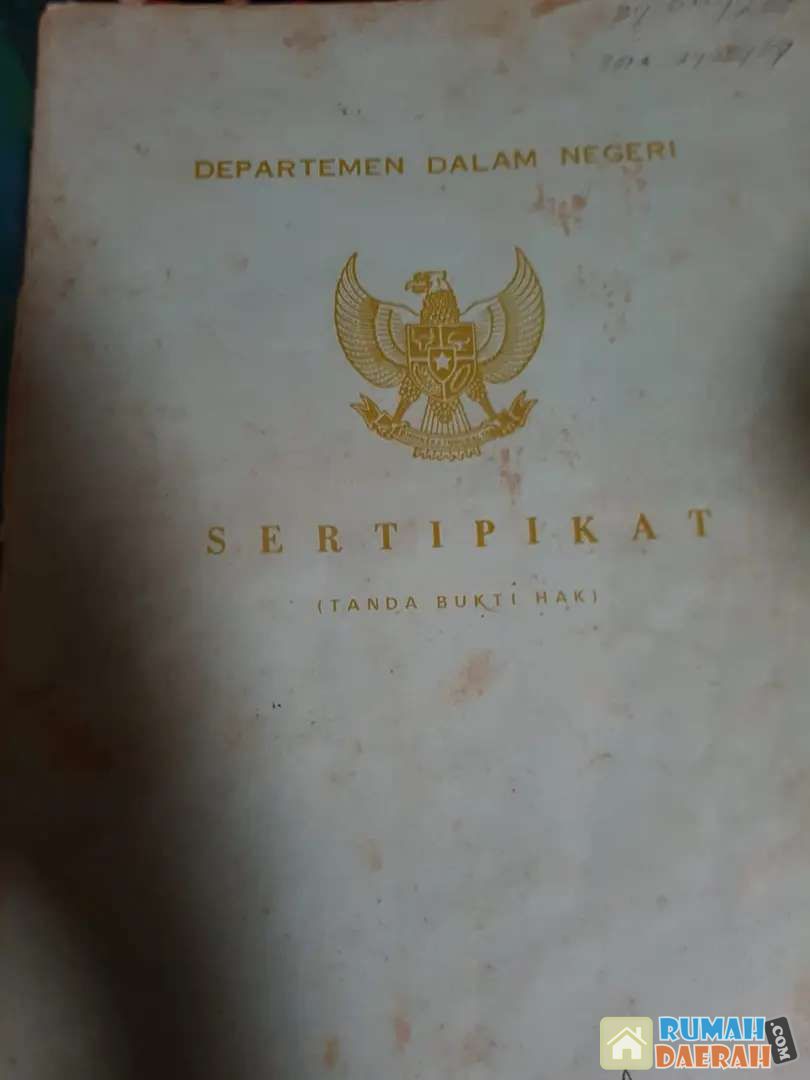 DEPARTEMEN DALAM NEGERI
SERTIPIKAT
(TANDA BUKTI HAK)
RUMAH
DAERAH
.COM